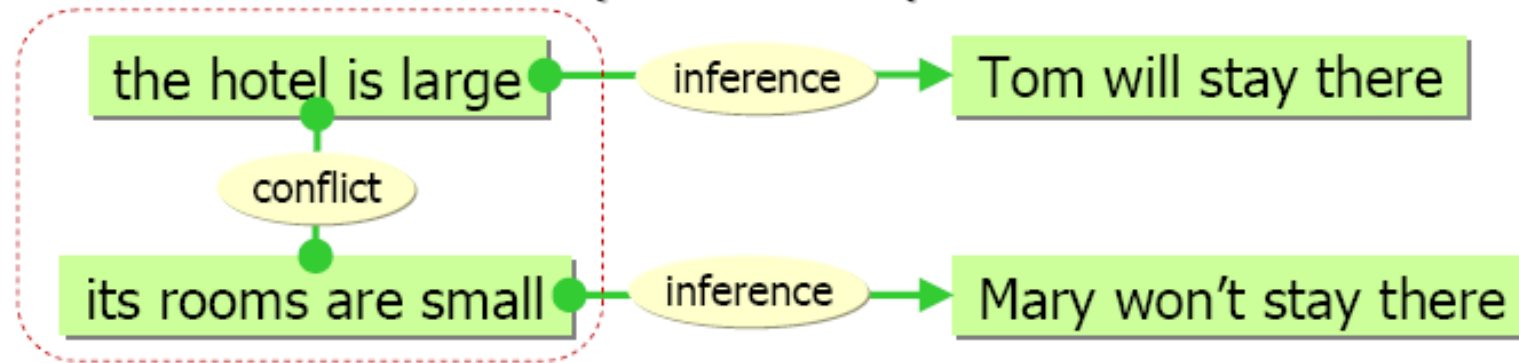 the hotel is large inference Tom will stay there
conflict
its rooms are small inference Mary won't stay there